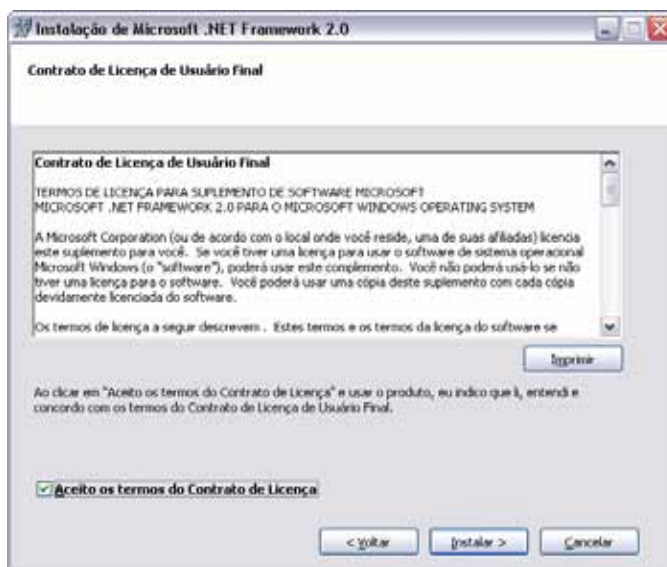 Instalação de Microsoft .NET Framework 2.0
Contrato de Licença de Usuário Final
Contrato de Licença de Usuário Final
TERMOS DE LICENÇA PARA SUPLEMENTO DE SOFTWARE MICROSOFT
MICROSOFT .NET FRAMEWORK 2.0 PARA O MICROSOFT WINDOWS OPERATING SYSTEM
A Microsoft Corporation (ou de acordo com o local onde você reside, uma de suas afiliadas) licencia
este suplemento para você. Se você tiver uma licença para usar o software de sistema operacional
Microsoft Windows (o "software"), poderá usar este complemento. Você não poderá usá-lo se não
tiver uma licença para o software. Você poderá usar uma cópia deste suplemento com cada cópia
devidamente licenciada do software.
Os termos de licença a seguir descrevem . Estes termos e os termos da licença do software se
Imprimir
Ao clicar em "Aceito os termos do Contrato de Licença" e usar o produto, eu indico que li, entendi e
concordo com os termos do Contrato de Licença de Usuário Final.
Aceito os termos do Contrato de Licença
< Voltar
Instalar >
Cancelar